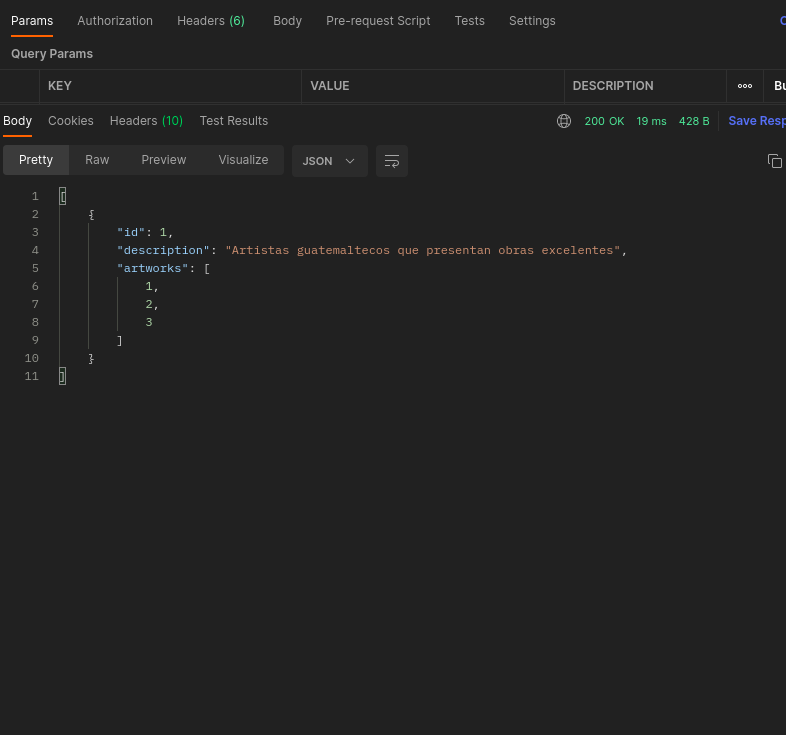 Params Authorization Headers (6) Body Pre-request Script Tests Settings
Query Params
KEY VALUE DESCRIPTION
Body Cookies Headers (10) Test Results 200 OK 19 ms 428 B Save Resp
Pretty Raw Preview Visualize JSON
1 [
2 {
3 "id": 1,
4 "description": "Artistas guatemaltecos que presentan obras excelentes",
5 "artworks": [
6 1,
7 2,
8 3
9 ]
10 }
11 ]